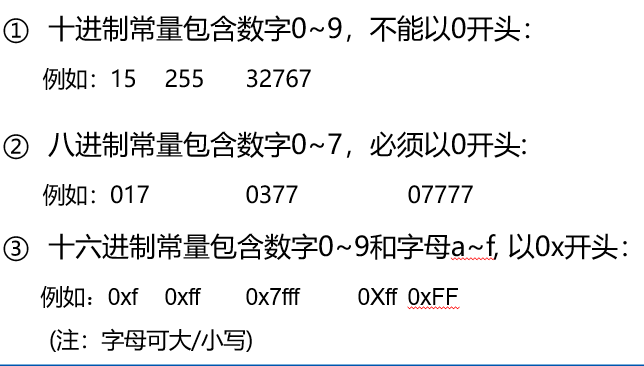 ① 十进制常量包含数字0~9，不能以0开头：
例如：15 255 32767
② 八进制常量包含数字0~7，必须以0开头:
例如：017 0377 07777
③ 十六进制常量包含数字0~9和字母a~f, 以0x开头：
例如：0xf 0xff 0x7fff 0Xff 0xFF
(注：字母可大/小写)